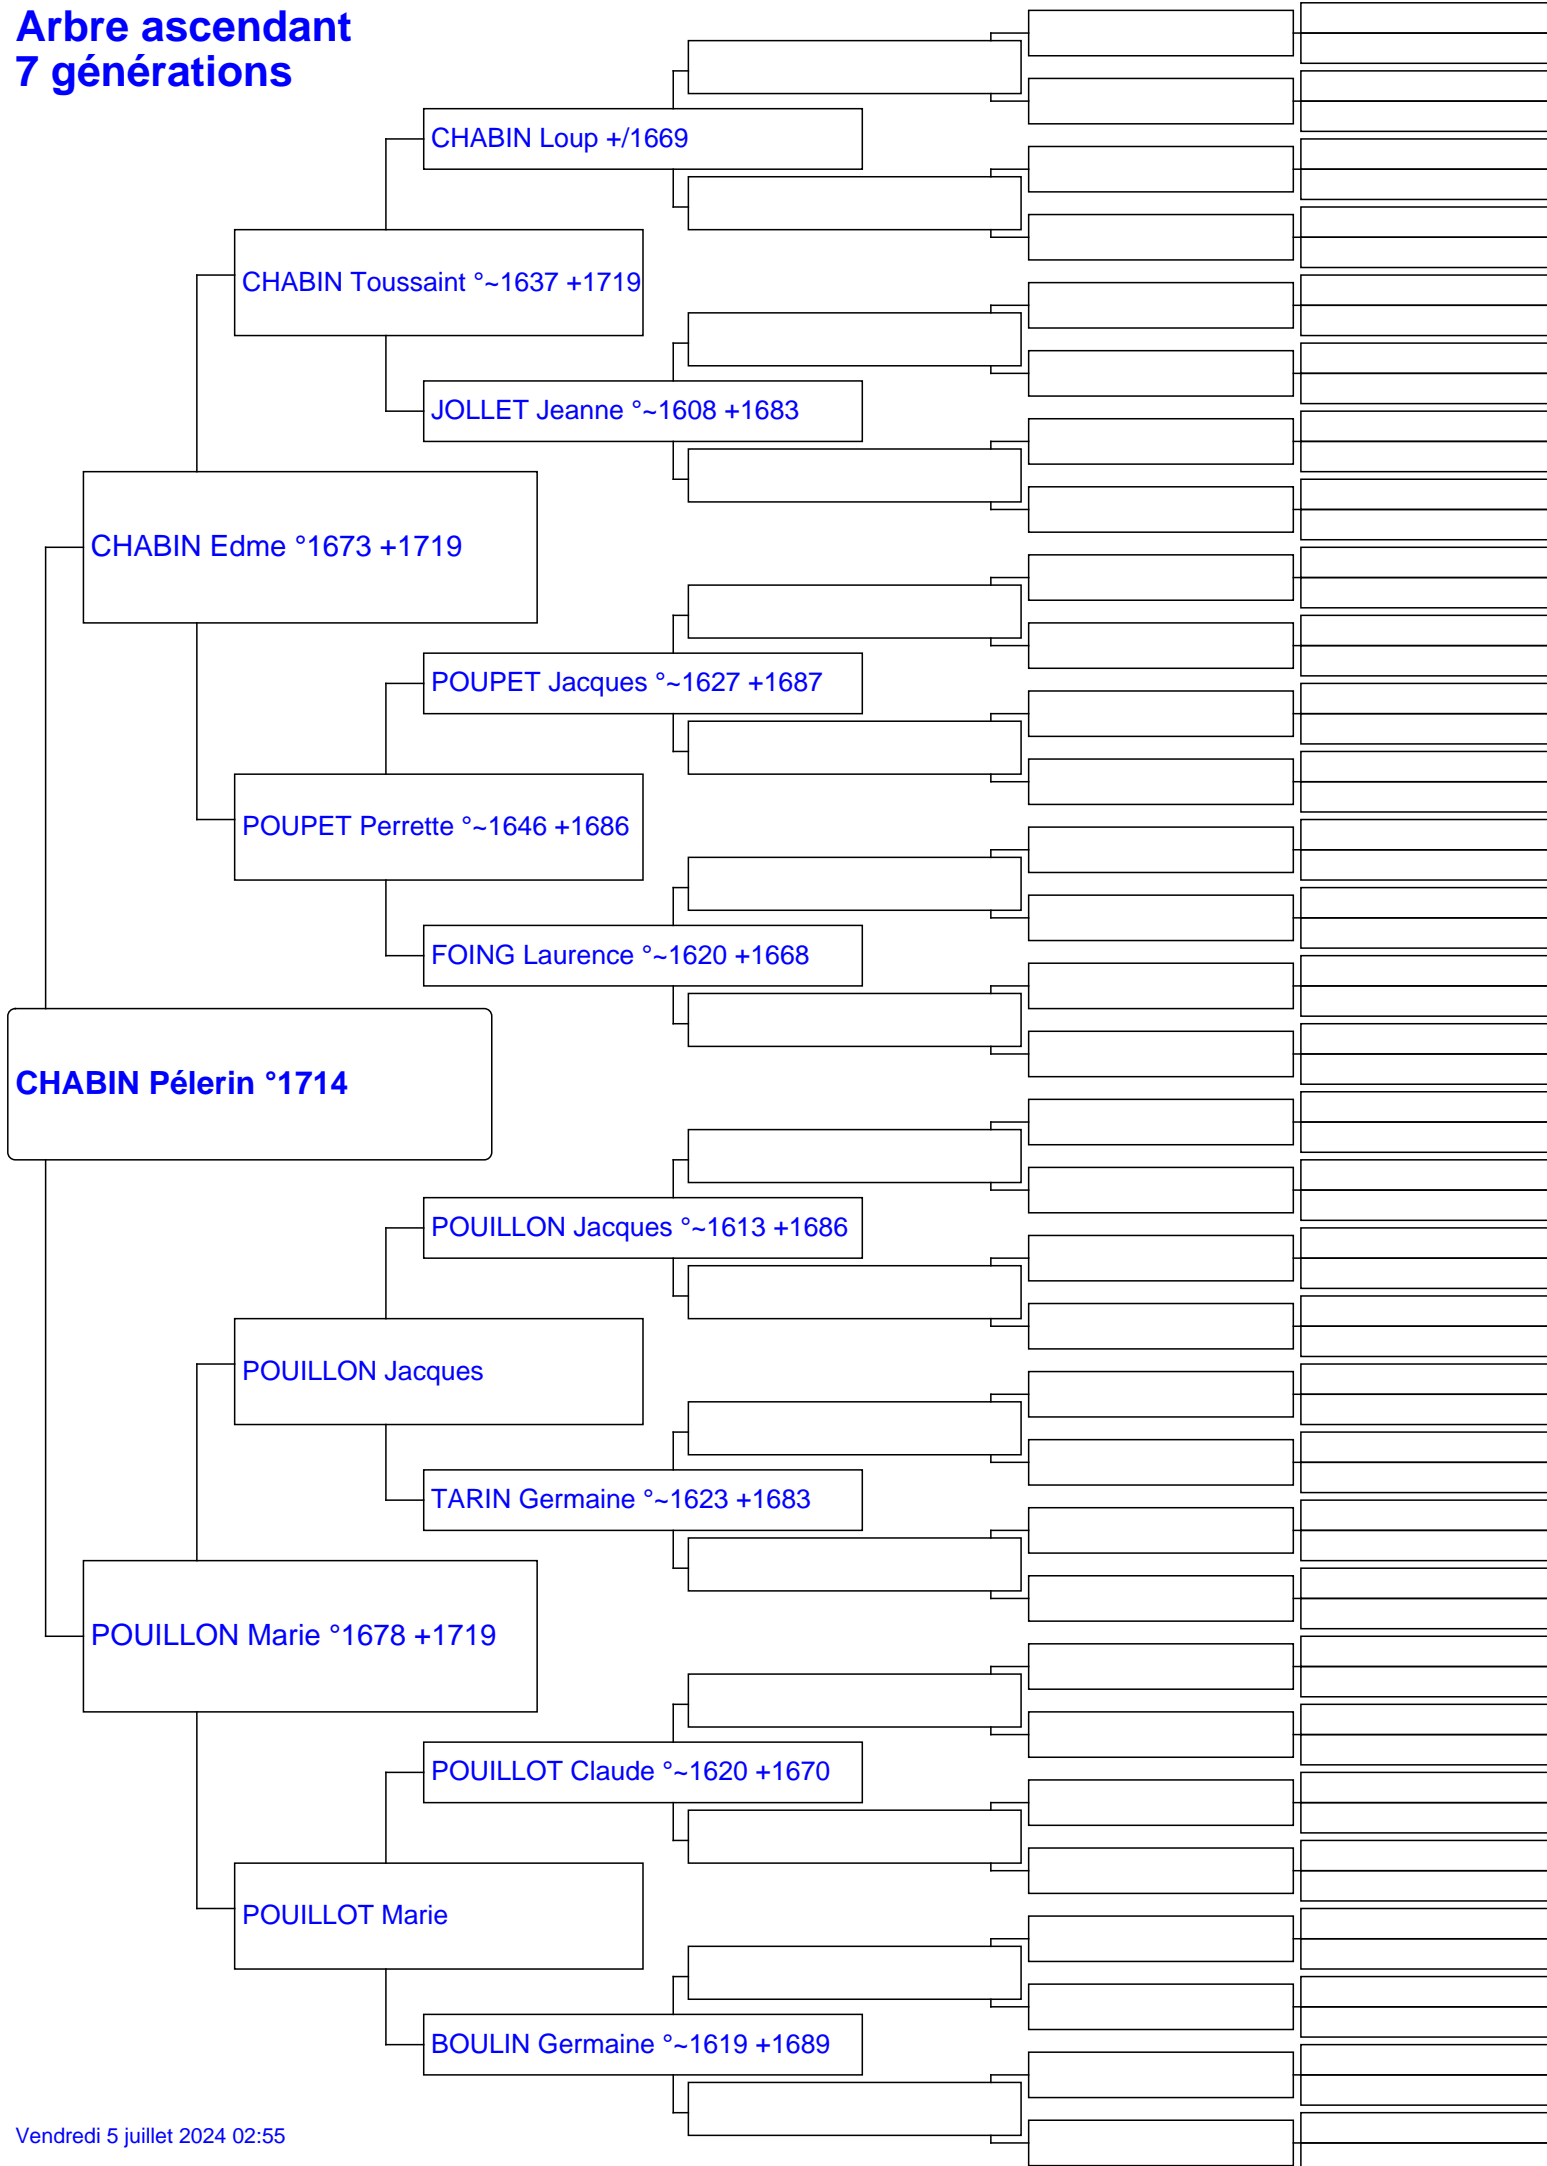 Arbre ascendant
7 générations
CHABIN Loup +/1669
CHABIN Toussaint °~1637 +1719
JOLLET Jeanne °~1608 +1683
CHABIN Edme °1673 +1719
POUPET Jacques °~1627 +1687
POUPET Perrette °~1646 +1686
FOING Laurence °~1620 +1668
CHABIN Pélerin °1714
POUILLON Jacques °~1613 +1686
POUILLON Jacques
TARIN Germaine °~1623 +1683
POUILLON Marie °1678 +1719
POUILLOT Claude °~1620 +1670
POUILLOT Marie
BOULIN Germaine °~1619 +1689
Vendredi 5 juillet 2024 02:55